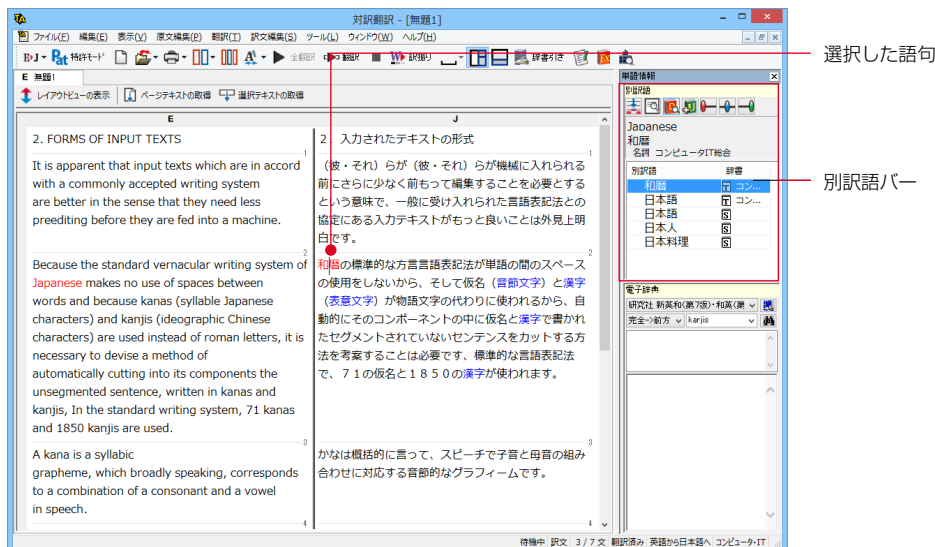 対訳翻訳 - [無題1]
ファイル(F) 編集(E) 表示(V) 原文編集(P) 翻訳(T) 訳文編集(S) ツール(L) ウィンドウ(W) ヘルプ(H)
E›J Pat 特許モード 全翻訳 翻訳 訳振り 辞書引き
選択した語句
E 無題1
レイアウトビューの表示 ページテキストの取得 選択テキストの取得
E J
2. FORMS OF INPUT TEXTS
1
It is apparent that input texts which are in accord
with a commonly accepted writing system
are better in the sense that they need less
preediting before they are fed into a machine.
2
Because the standard vernacular writing system of
Japanese makes no use of spaces between
words and because kanas (syllable Japanese
characters) and kanjis (ideographic Chinese
characters) are used instead of roman letters, it is
necessary to devise a method of
automatically cutting into its components the
unsegmented sentence, written in kanas and
kanjis, In the standard writing system, 71 kanas
and 1850 kanjis are used.
3
A kana is a syllabic
grapheme, which broadly speaking, corresponds
to a combination of a consonant and a vowel
in speech.
4
2．入力されたテキストの形式
1
（彼・それ）らが（彼・それ）らが機械に入れられる
前にさらに少なく前もって編集することを必要とする
という意味で、一般に受け入れられた言語表記法との
協定にある入力テキストがもっと良いことは外見上明
白です。
2
和暦の標準的な方言言語表記法が単語の間のスペース
の使用をしないから、そして仮名（音節文字）と漢字
（表意文字）が物語文字の代わりに使われるから、自
動的にそのコンポーネントの中に仮名と漢字で書かれ
たセグメントされていないセンテンスをカットする方
法を考案することは必要です、標準的な言語表記法
で、７１の仮名と１８５０の漢字が使われます。
3
かなは概括的に言って、スピーチで子音と母音の組み
合わせに対応する音節的なグラフィームです。
4
単語情報
別訳語
Japanese
和暦
名詞 コンピュータIT総合
別訳語 辞書
和暦 コン...
日本語 コン...
日本語 S
日本人 S
日本料理 S
別訳語バー
電子辞典
研究社 新英和(第7版)・和英(第
完全->前方 kanjis
待機中 訳文 3 / 7 文 翻訳済み 英語から日本語へ コンピュータ・IT